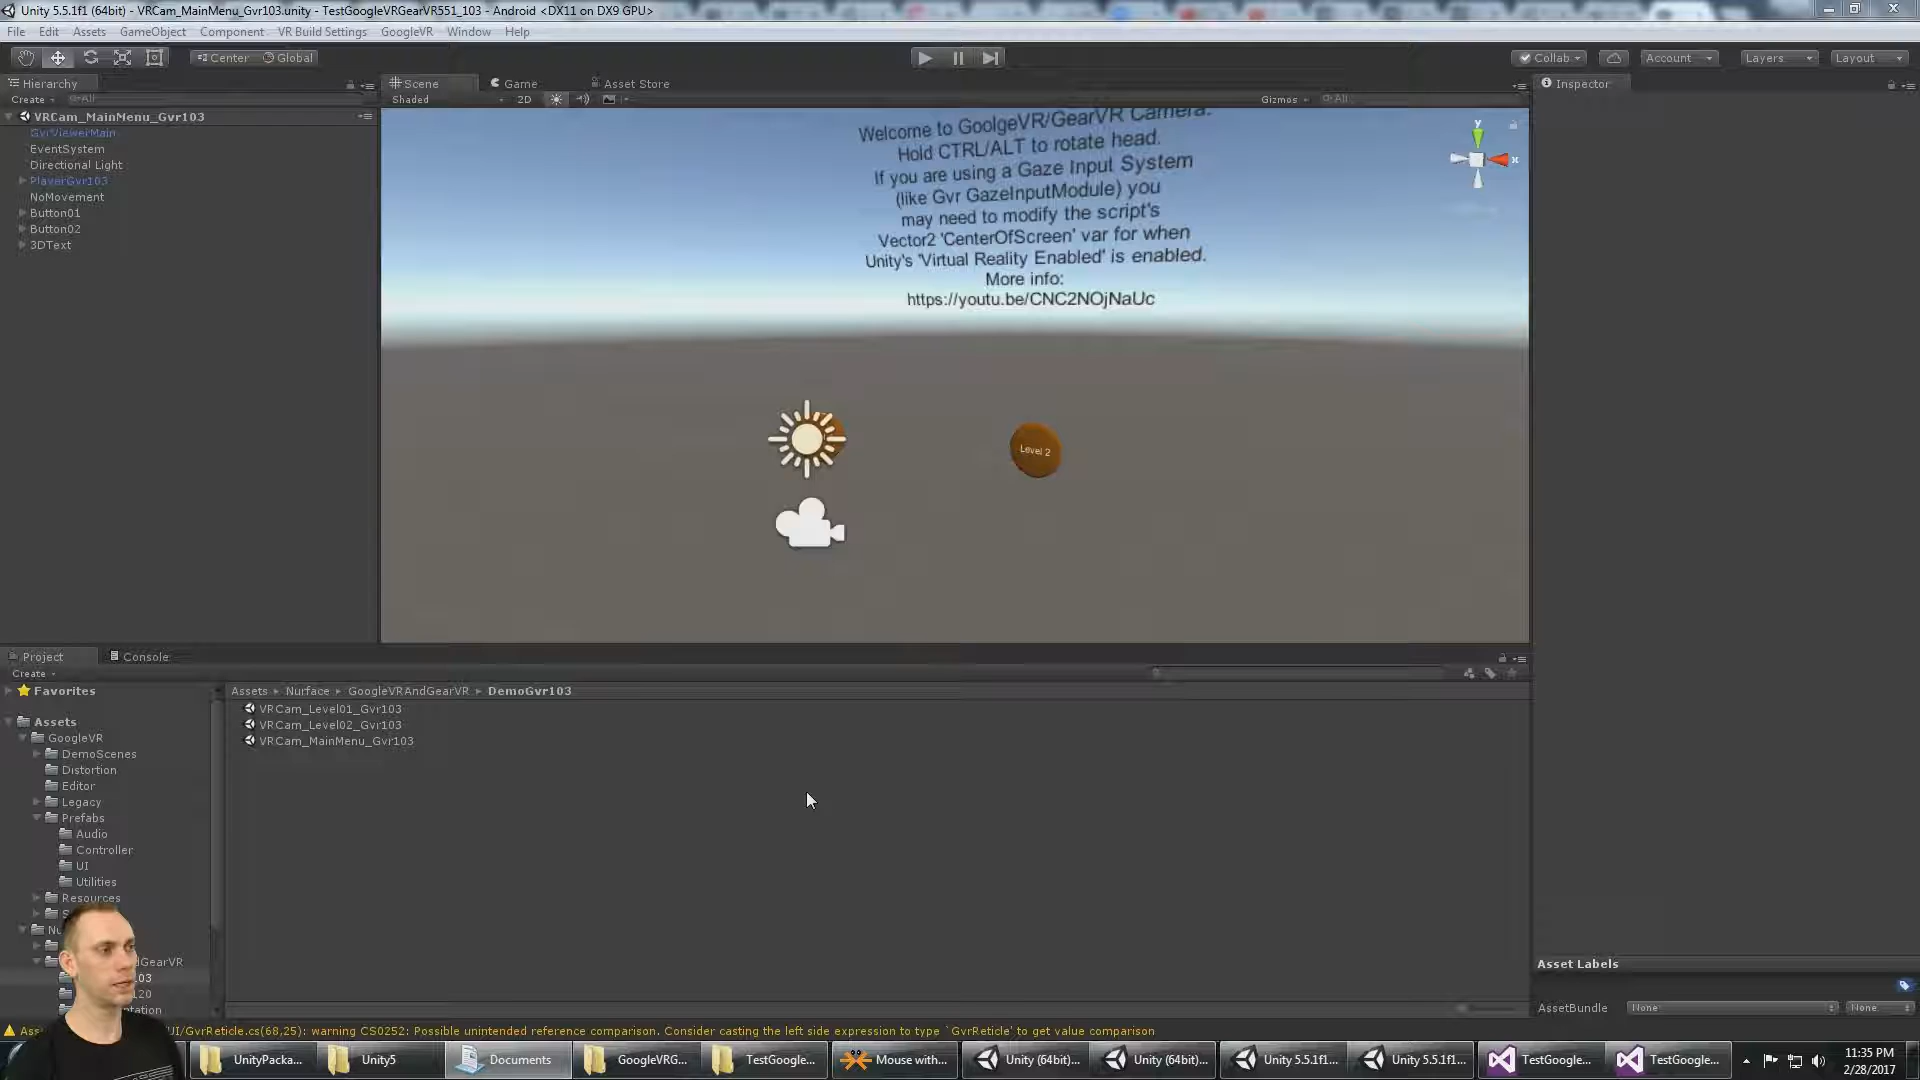 Unity 5.5.1f1 (64bit) - VRCam_MainMenu_Gvr103.unity - TestGoogleVRGearVR551_103 - Android <DX11 on DX9 GPU>
File Edit Assets GameObject Component VR Build Settings GoogleVR Window Help
Center Global Collab Account Layers Layout
Hierarchy Scene Game Asset Store Inspector
Create All Shaded 2D Gizmos All
VRCam_MainMenu_Gvr103
GvrViewerMain
EventSystem
Directional Light
PlayerGvr103
NoMovement
Button01
Button02
3DText
Welcome to GoolgeVR/GearVR Camera.
Hold CTRL/ALT to rotate head.
If you are using a Gaze Input System
(like Gvr GazeInputModule) you
may need to modify the script's
Vector2 'CenterOfScreen' var for when
Unity's 'Virtual Reality Enabled' is enabled.
More info:
https://youtu.be/CNC2NOjNaUc
y
x
Level 2
Project Console
Create
Favorites
Assets
GoogleVR
DemoScenes
Distortion
Editor
Legacy
Prefabs
Audio
Controller
UI
Utilities
Resources
S
Nu
dGearVR
03
120
ntation
Assets Nurface GoogleVRAndGearVR DemoGvr103
VRCam_Level01_Gvr103
VRCam_Level02_Gvr103
VRCam_MainMenu_Gvr103
Asset Labels
AssetBundle None None
Ass UI/GvrReticle.cs(68,25): warning CS0252: Possible unintended reference comparison. Consider casting the left side expression to type `GvrReticle' to get value comparison
UnityPacka... Unity5 Documents GoogleVRG... TestGoogle... Mouse with... Unity (64bit)... Unity (64bit)... Unity 5.5.1f1... Unity 5.5.1f1... TestGoogle... TestGoogle...
11:35 PM
2/28/2017